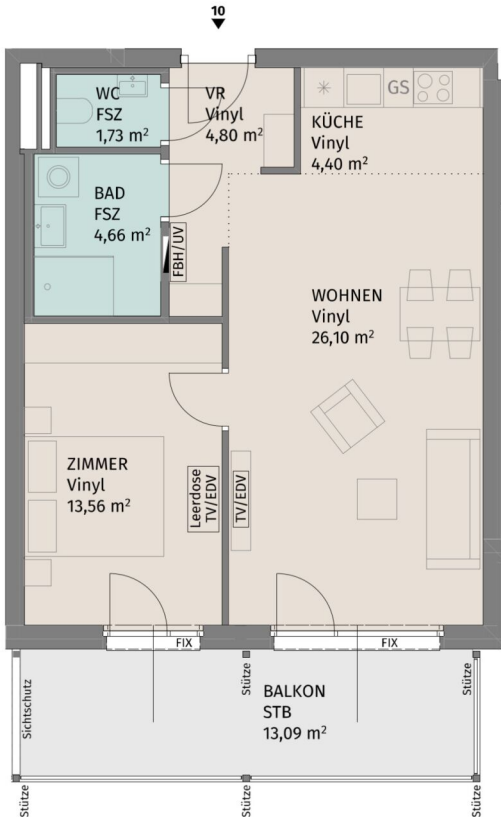 10
WC
FSZ
1,73 m²
VR
Vinyl
4,80 m²
GS
KÜCHE
Vinyl
4,40 m²
BAD
FSZ
4,66 m²
FBH/UV
WOHNEN
Vinyl
26,10 m²
ZIMMER
Vinyl
13,56 m²
Leerdose
TV/EDV
TV/EDV
FIX
FIX
Sichtschutz
Stütze
Stütze
BALKON
STB
13,09 m²
Stütze
Stütze
Stütze